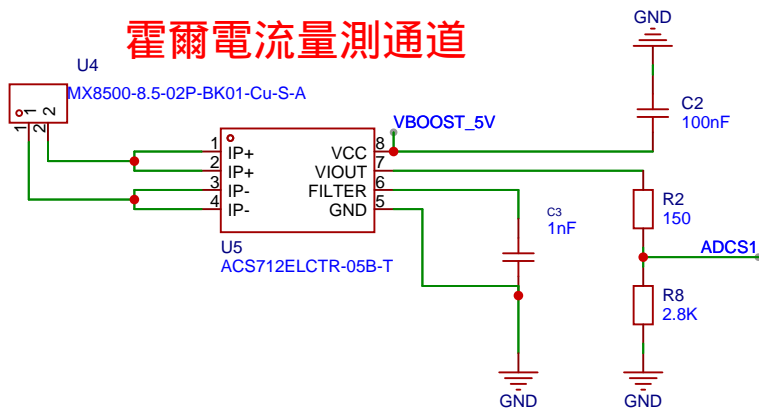 霍爾電流量測通道
GND
U4
MX8500-8.5-02P-BK01-Cu-S-A
1 2
1 2
VBOOST_5V
C2
100nF
1 IP+ VCC 8
2 IP+ VIOUT 7
3 IP- FILTER 6
4 IP- GND 5
U5
ACS712ELCTR-05B-T
C3
1nF
R2
150
ADCS1
R8
2.8K
GND
GND